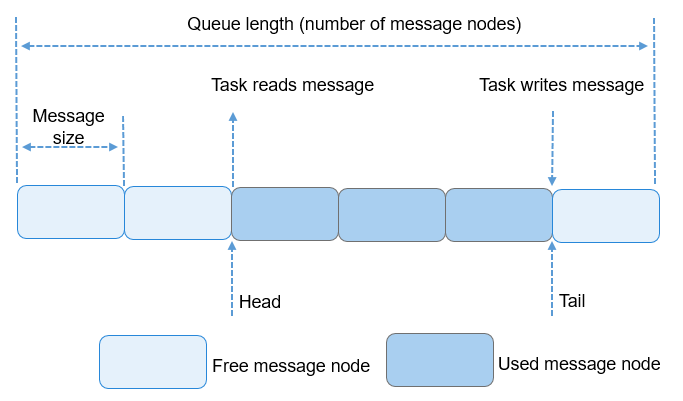 Queue length (number of message nodes)
Task reads message
Task writes message
Message
size
Head
Tail
Free message node
Used message node